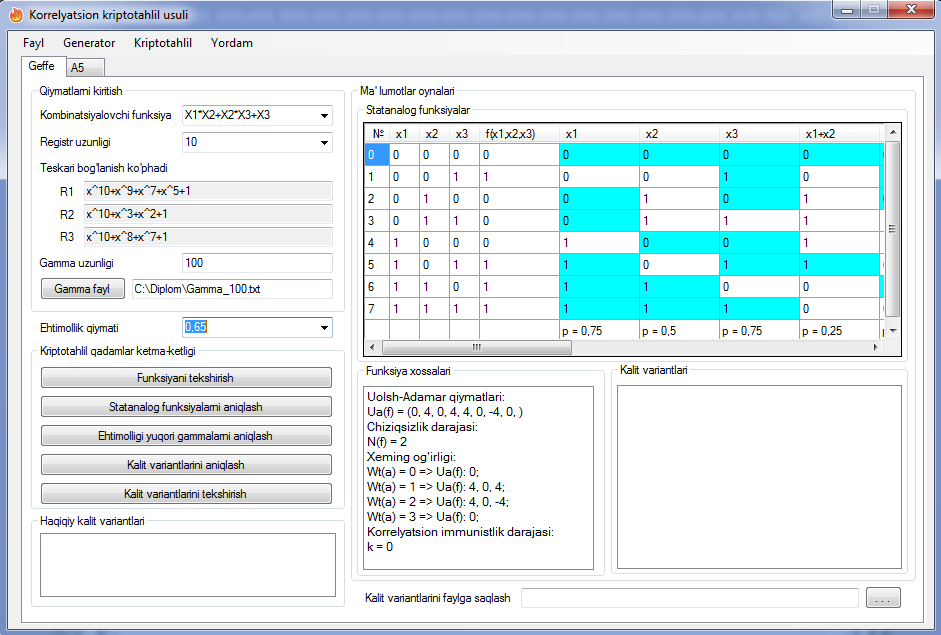 Korrelyatsion kriptotahlil usuli
Fayl Generator Kriptotahlil Yordam
Geffe A5
Qiymatlarni kiritish
Kombinatsiyalovchi funksiya X1*X2+X2*X3+X3
Registr uzunligi 10
Teskari bog'lanish ko'phadi
R1 x^10+x^9+x^7+x^5+1
R2 x^10+x^3+x^2+1
R3 x^10+x^8+x^7+1
Gamma uzunligi 100
Gamma fayl C:\Diplom\Gamma_100.txt
Ehtimollik qiymati 0,65
Kriptotahlil qadamlar ketma-ketligi
Funksiyani tekshirish
Statanalog funksiyalarni aniqlash
Ehtimolligi yuqori gammalarni aniqlash
Kalit variantlarini aniqlash
Kalit variantlarini tekshirish
Haqiqiy kalit variantlari
Ma'lumotlar oynalari
Statanalog funksiyalar
№ x1 x2 x3 f(x1,x2,x3) x1 x2 x3 x1+x2
0 0 0 0 0 0 0 0 0
1 0 0 1 1 0 0 1 0
2 0 1 0 0 0 1 0 1
3 0 1 1 0 0 1 1 1
4 1 0 0 0 1 0 0 1
5 1 0 1 1 1 0 1 1
6 1 1 0 1 1 1 0 0
7 1 1 1 1 1 1 1 0
p = 0,75 p = 0,5 p = 0,75 p = 0,25
Funksiya xossalari
Uolsh-Adamar qiymatlari:
Ua(f) = (0, 4, 0, 4, 4, 0, -4, 0, )
Chiziqsizlik darajasi:
N(f) = 2
Xeming og'irligi:
Wt(a) = 0 => Ua(f): 0;
Wt(a) = 1 => Ua(f): 4, 0, 4;
Wt(a) = 2 => Ua(f): 4, 0, -4;
Wt(a) = 3 => Ua(f): 0;
Korrelyatsion immunistlik darajasi:
k = 0
Kalit variantlari
Kalit variantlarini faylga saqlash ...